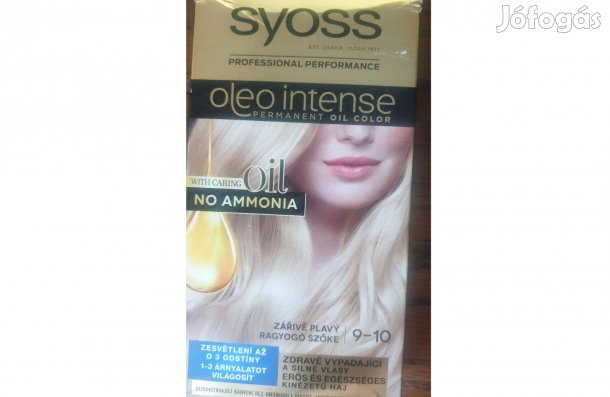 Jófogás
syoss
EST. OSAKA, JAPAN 1977
PROFESSIONAL PERFORMANCE
oleo intense
PERMANENT OIL COLOR
WITH CARING oil
NO AMMONIA
ZÁŘIVĚ PLAVÝ
RAGYOGÓ SZŐKE
9-10
ZESVĚTLENÍ AŽ
O 3 ODSTÍNY
1-3 ÁRNYALATOT
VILÁGOSÍT
ZDRAVĚ VYPADAJÍCÍ
A SILNÉ VLASY
ERŐS ÉS EGÉSZSÉGES
KINÉZETŰ HAJ